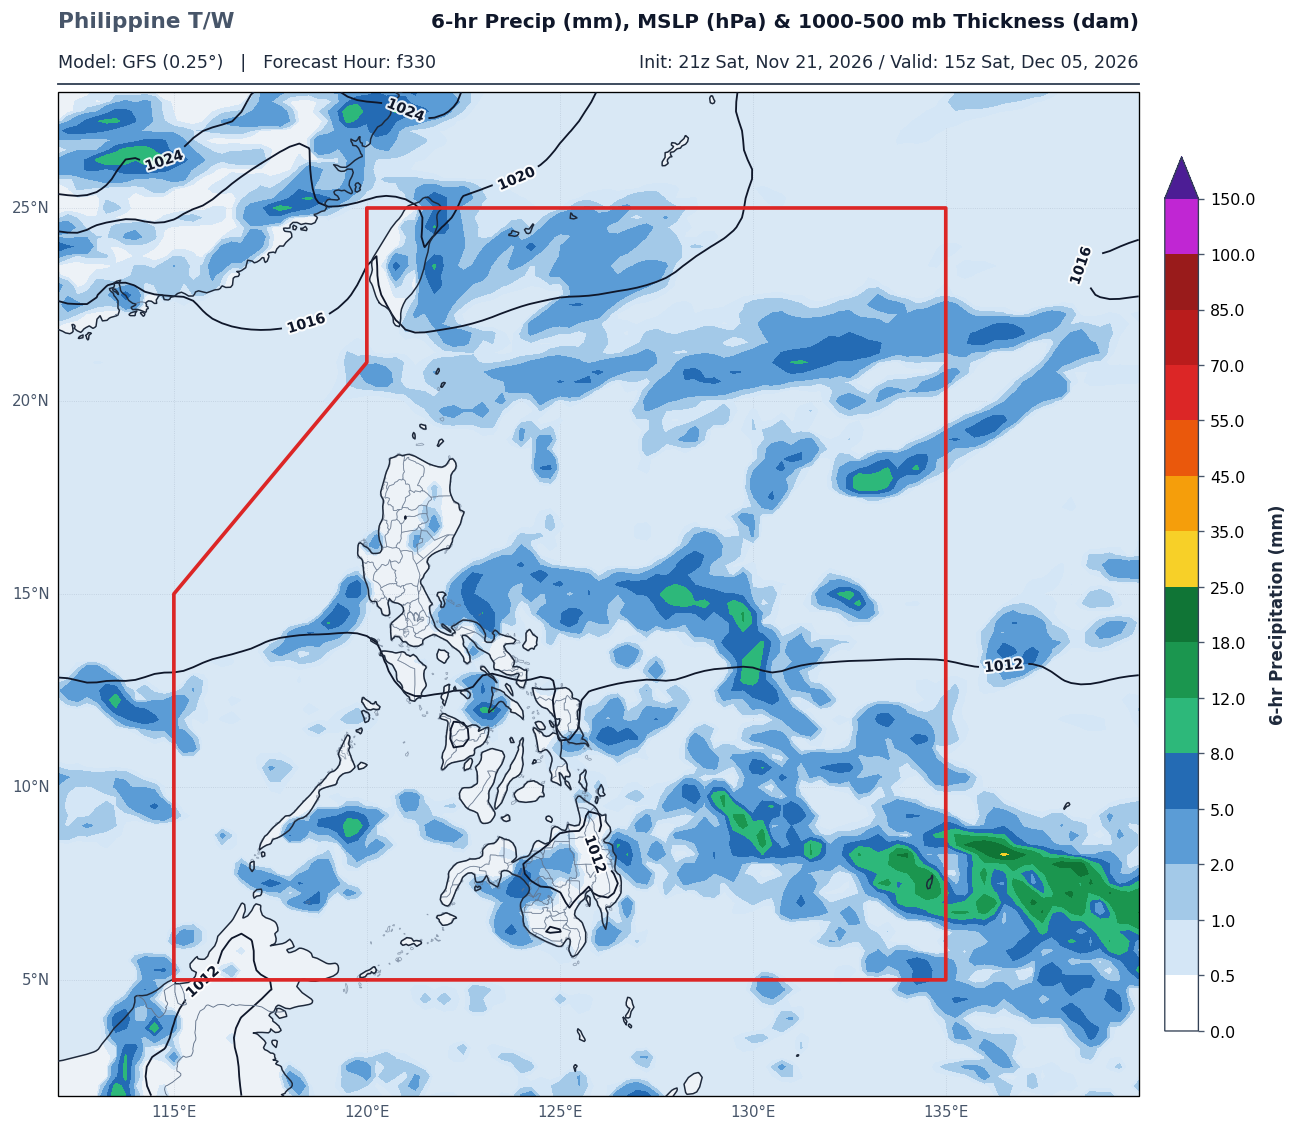 Philippine T/W
6-hr Precip (mm), MSLP (hPa) & 1000-500 mb Thickness (dam)
Model: GFS (0.25°)   |   Forecast Hour: f330
Init: 21z Sat, Nov 21, 2026 / Valid: 15z Sat, Dec 05, 2026
1024
1024
1020
1016
1016
1012
1012
1012
25°N
20°N
15°N
10°N
5°N
115°E
120°E
125°E
130°E
135°E
150.0
100.0
85.0
70.0
55.0
45.0
35.0
25.0
18.0
12.0
8.0
5.0
2.0
1.0
0.5
0.0
6-hr Precipitation (mm)